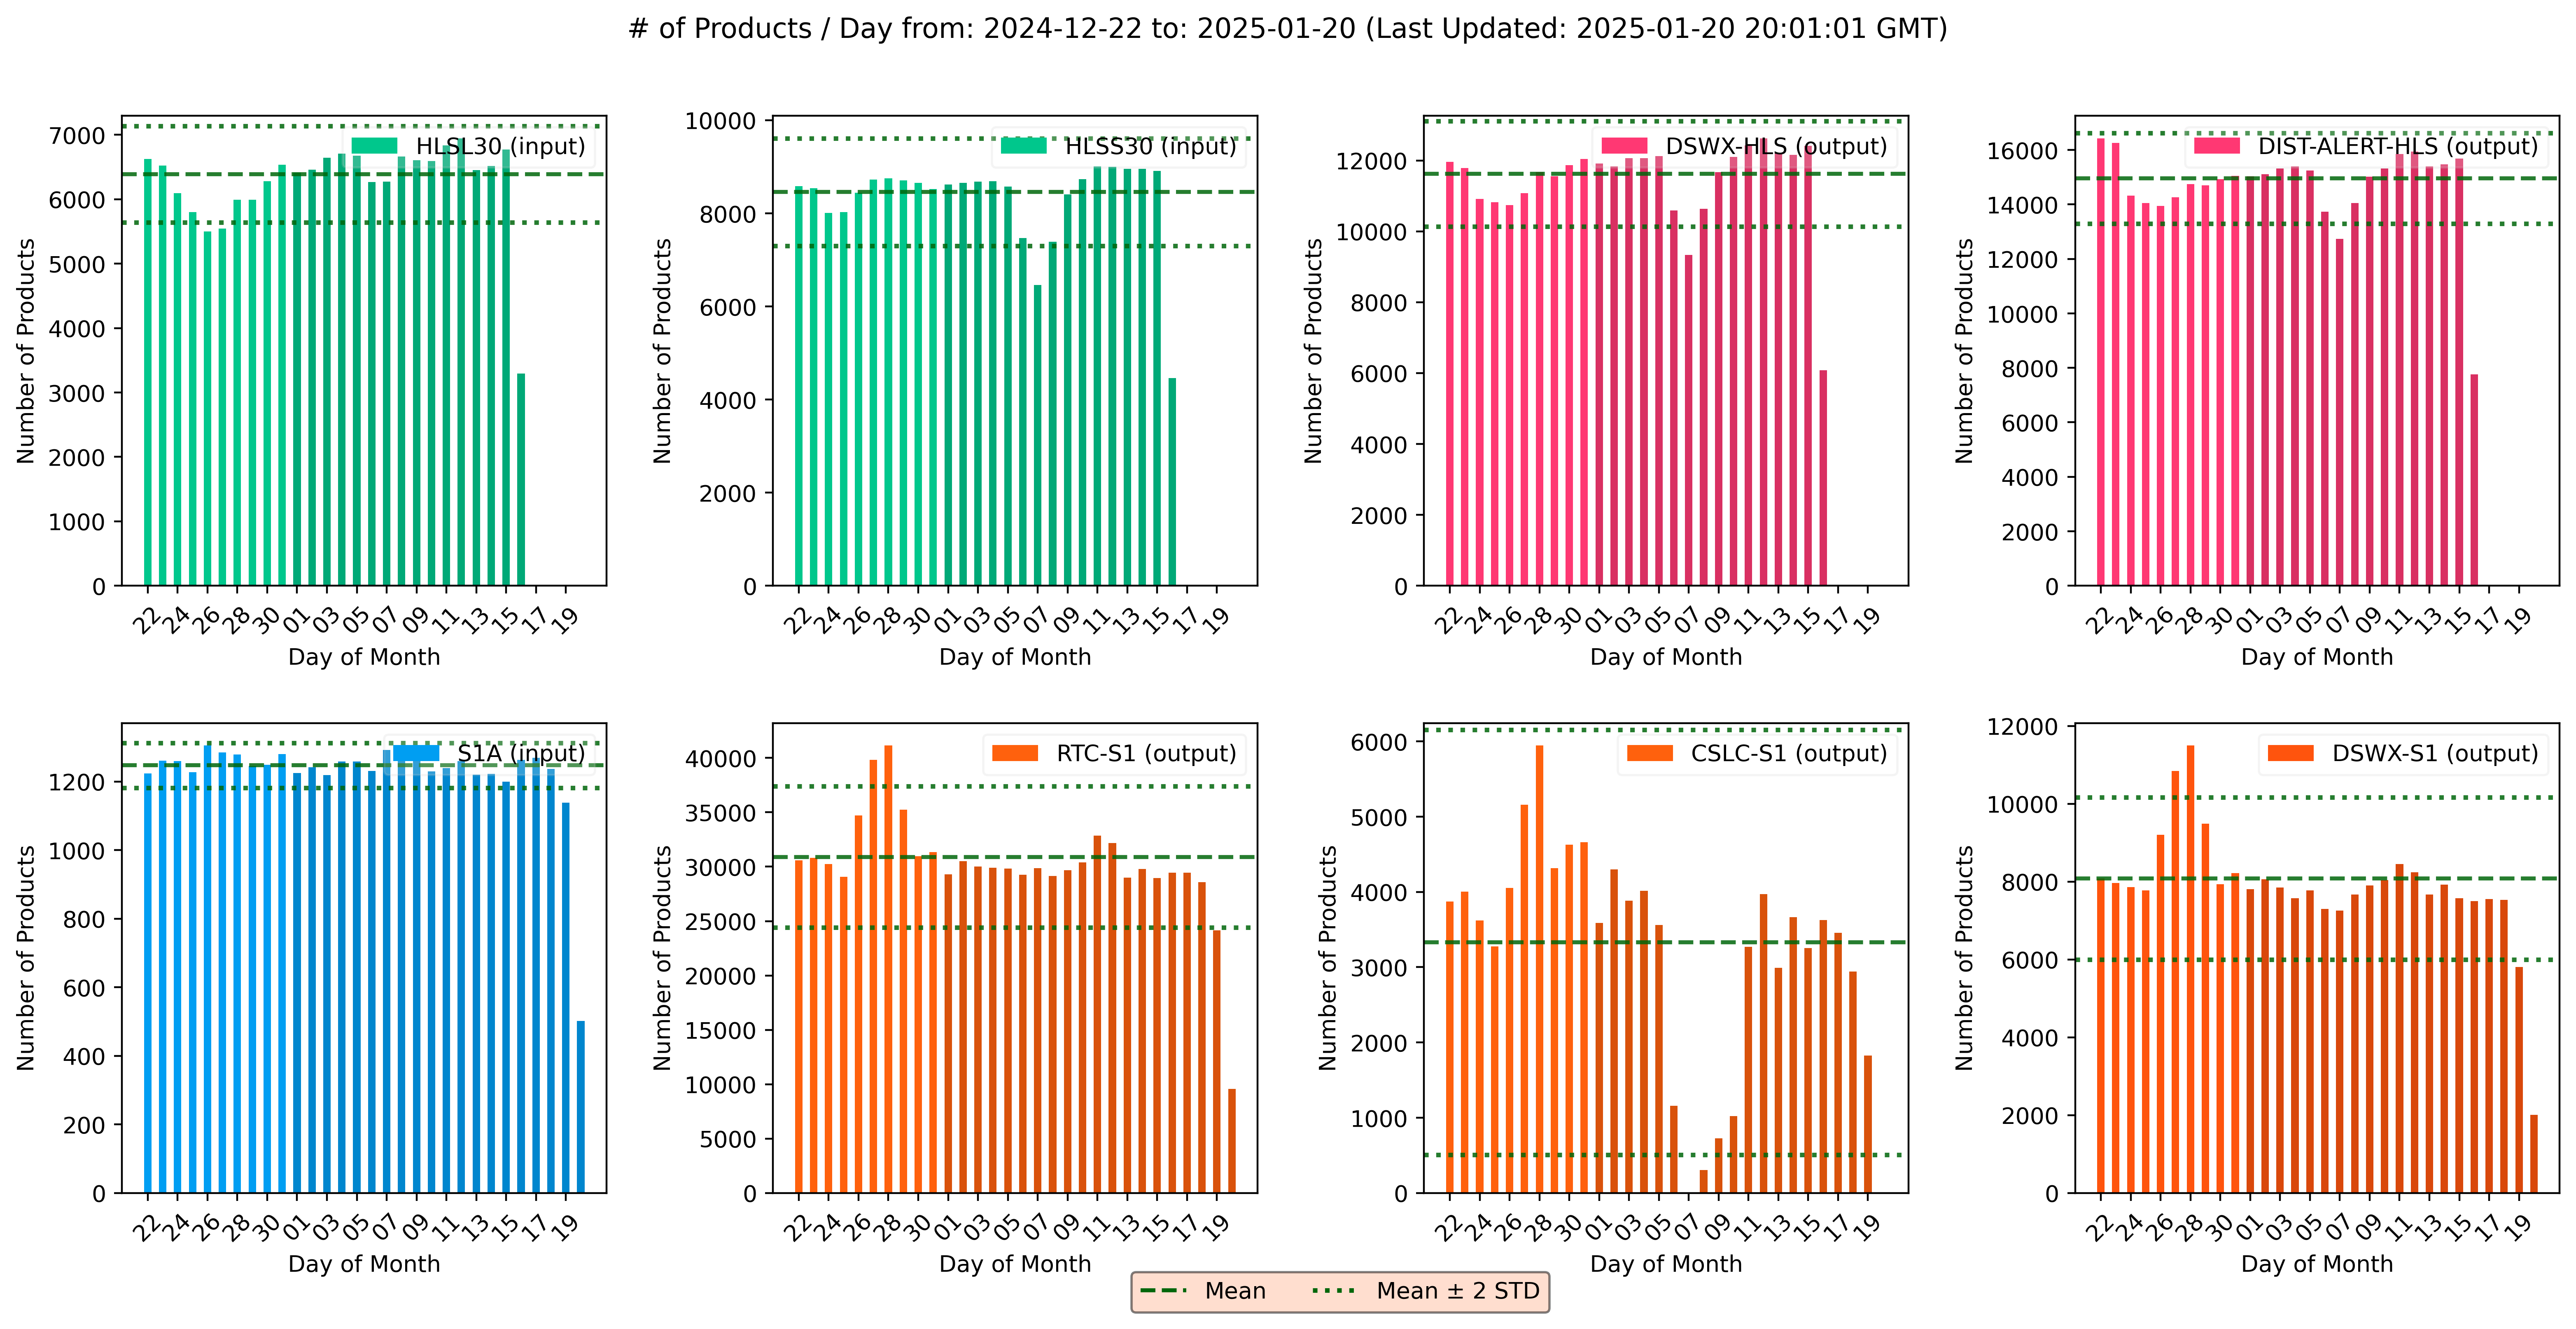 # of Products / Day from: 2024-12-22 to: 2025-01-20 (Last Updated: 2025-01-20 20:01:01 GMT)
Number of Products
7000
6000
5000
4000
3000
2000
1000
0
HLSL30 (input)
22 24 26 28 30 01 03 05 07 09 11 13 15 17 19
Day of Month
Number of Products
10000
8000
6000
4000
2000
0
HLSS30 (input)
22 24 26 28 30 01 03 05 07 09 11 13 15 17 19
Day of Month
Number of Products
12000
10000
8000
6000
4000
2000
0
DSWX-HLS (output)
22 24 26 28 30 01 03 05 07 09 11 13 15 17 19
Day of Month
Number of Products
16000
14000
12000
10000
8000
6000
4000
2000
0
DIST-ALERT-HLS (output)
22 24 26 28 30 01 03 05 07 09 11 13 15 17 19
Day of Month
Number of Products
1200
1000
800
600
400
200
0
S1A (input)
22 24 26 28 30 01 03 05 07 09 11 13 15 17 19
Day of Month
Number of Products
40000
35000
30000
25000
20000
15000
10000
5000
0
RTC-S1 (output)
22 24 26 28 30 01 03 05 07 09 11 13 15 17 19
Day of Month
Number of Products
6000
5000
4000
3000
2000
1000
0
CSLC-S1 (output)
22 24 26 28 30 01 03 05 07 09 11 13 15 17 19
Day of Month
Number of Products
12000
10000
8000
6000
4000
2000
0
DSWX-S1 (output)
22 24 26 28 30 01 03 05 07 09 11 13 15 17 19
Day of Month
Mean
Mean ± 2 STD